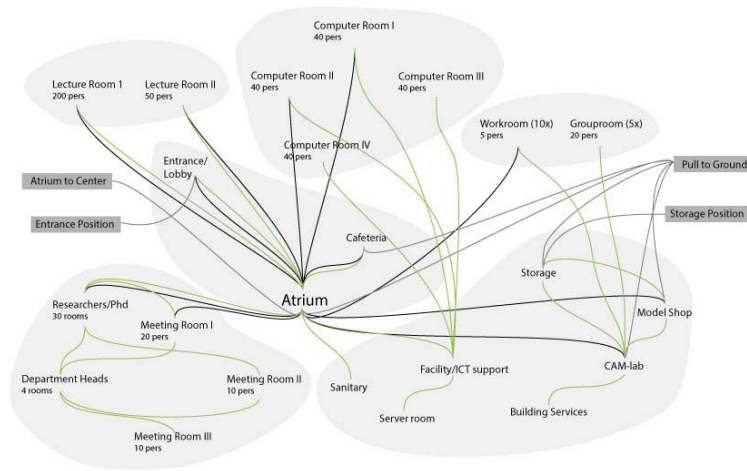 Computer Room I
40 pers
Lecture Room 1
200 pers
Lecture Room II
50 pers
Computer Room II
40 pers
Computer Room III
40 pers
Workroom (10x)
5 pers
Grouproom (5x)
20 pers
Computer Room IV
40 pers
Entrance/
Lobby
Pull to Ground
Atrium to Center
Entrance Position
Storage Position
Cafeteria
Storage
Atrium
Researchers/Phd
30 rooms
Model Shop
Meeting Room I
20 pers
Department Heads
4 rooms
Meeting Room II
10 pers
Sanitary
Facility/ICT support
CAM-lab
Server room
Building Services
Meeting Room III
10 pers